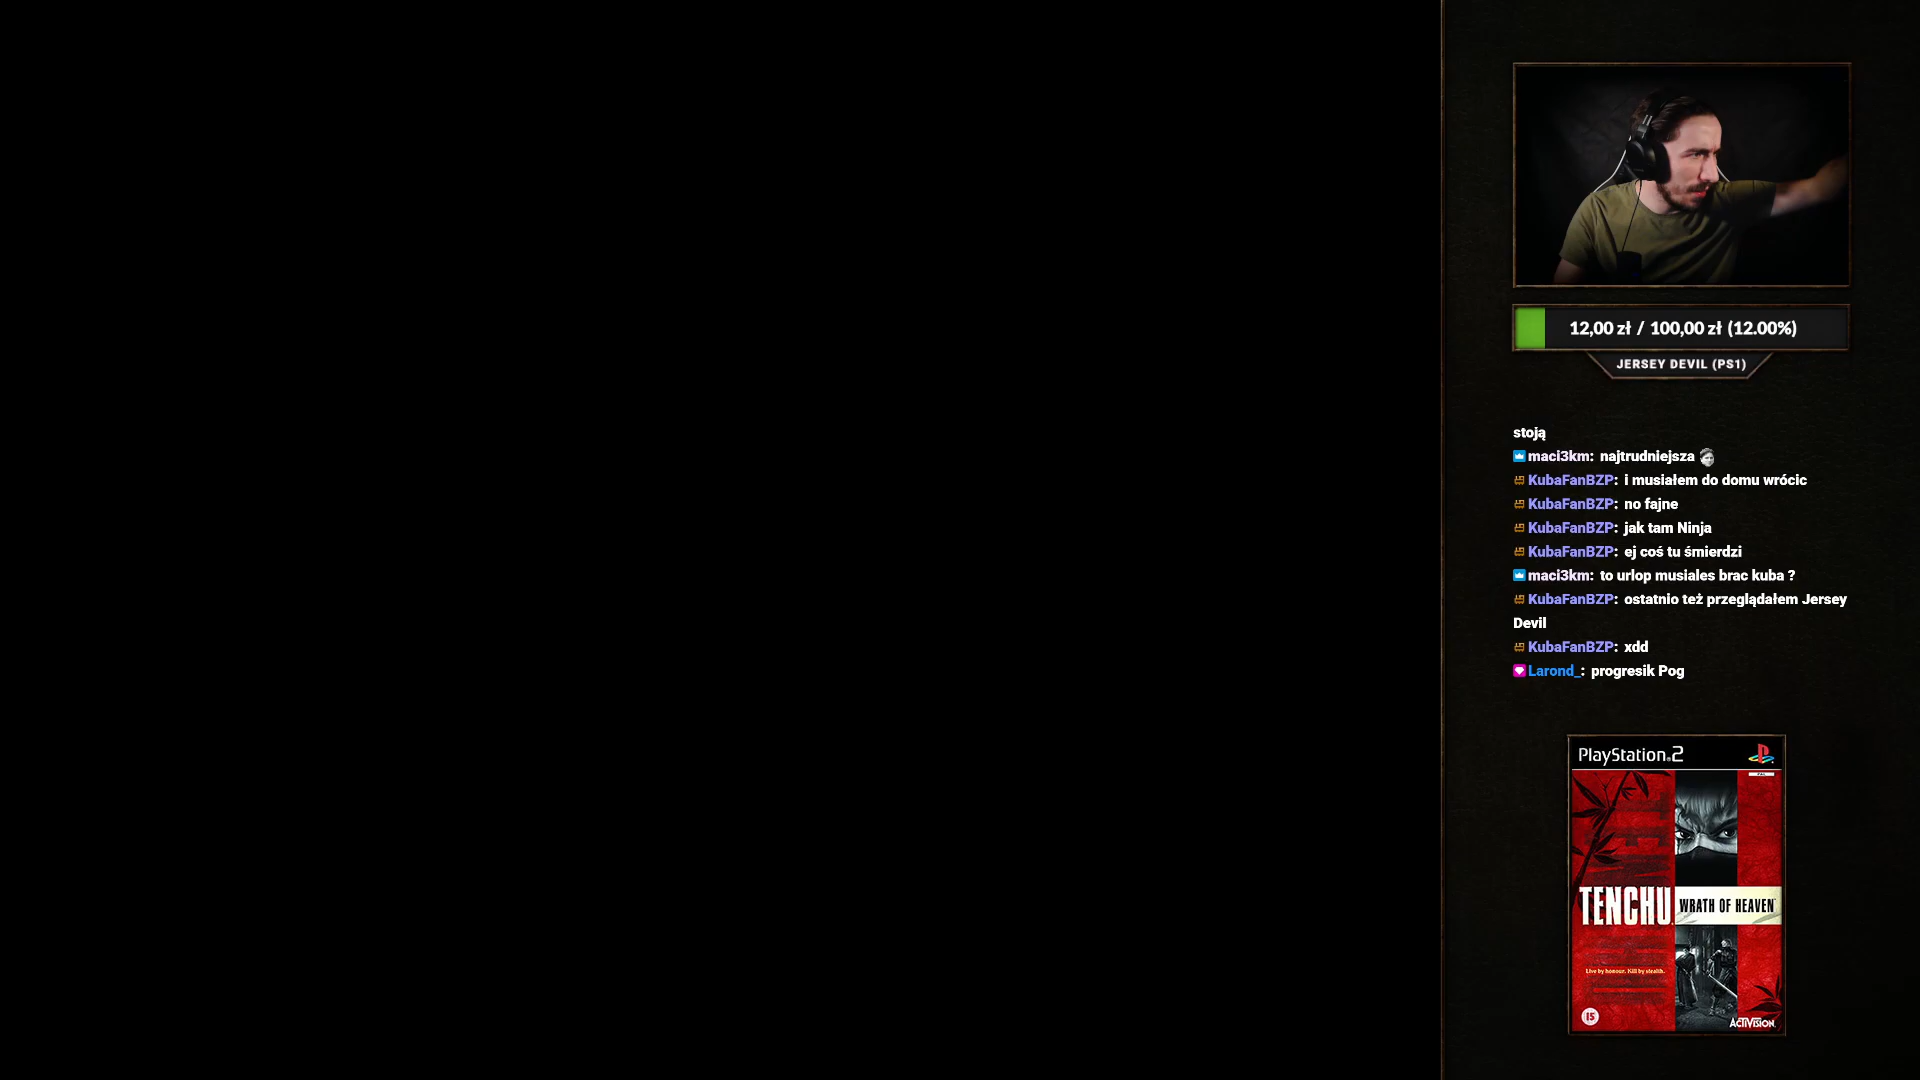 12,00 zł / 100,00 zł (12.00%)
JERSEY DEVIL (PS1)
stoją
maci3km: najtrudniejsza
KubaFanBZP: i musiałem do domu wrócic
KubaFanBZP: no fajne
KubaFanBZP: jak tam Ninja
KubaFanBZP: ej coś tu śmierdzi
maci3km: to urlop musiales brac kuba ?
KubaFanBZP: ostatnio też przeglądałem Jersey
Devil
KubaFanBZP: xdd
Larond_: progresik Pog
PlayStation.2
TENCHU
WRATH OF HEAVEN
Live by honour. Kill by stealth.
15
ACTIVISION